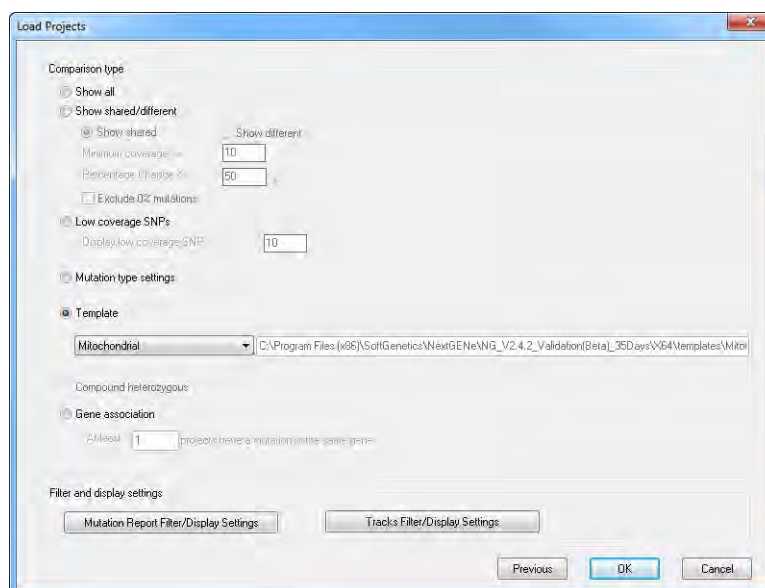 Load Projects
Comparison type
Show all
Show shared/different
Show shared Show different
Minimum coverage >= 10
Percentage Change <= 50 %
Exclude 0% mutations
Low coverage SNPs
Display low coverage SNP 10
Mutation type settings
Template
Mitochondrial C:\Program Files (x86)\SoftGenetics\NextGENe\NG_V2.4.2_Validation(Beta)_35Days\X64\templates\Mito
Compound heterozygous
Gene association
At least 1 projects have a mutation in the same gene
Filter and display settings
Mutation Report Filter/Display Settings Tracks Filter/Display Settings
Previous OK Cancel